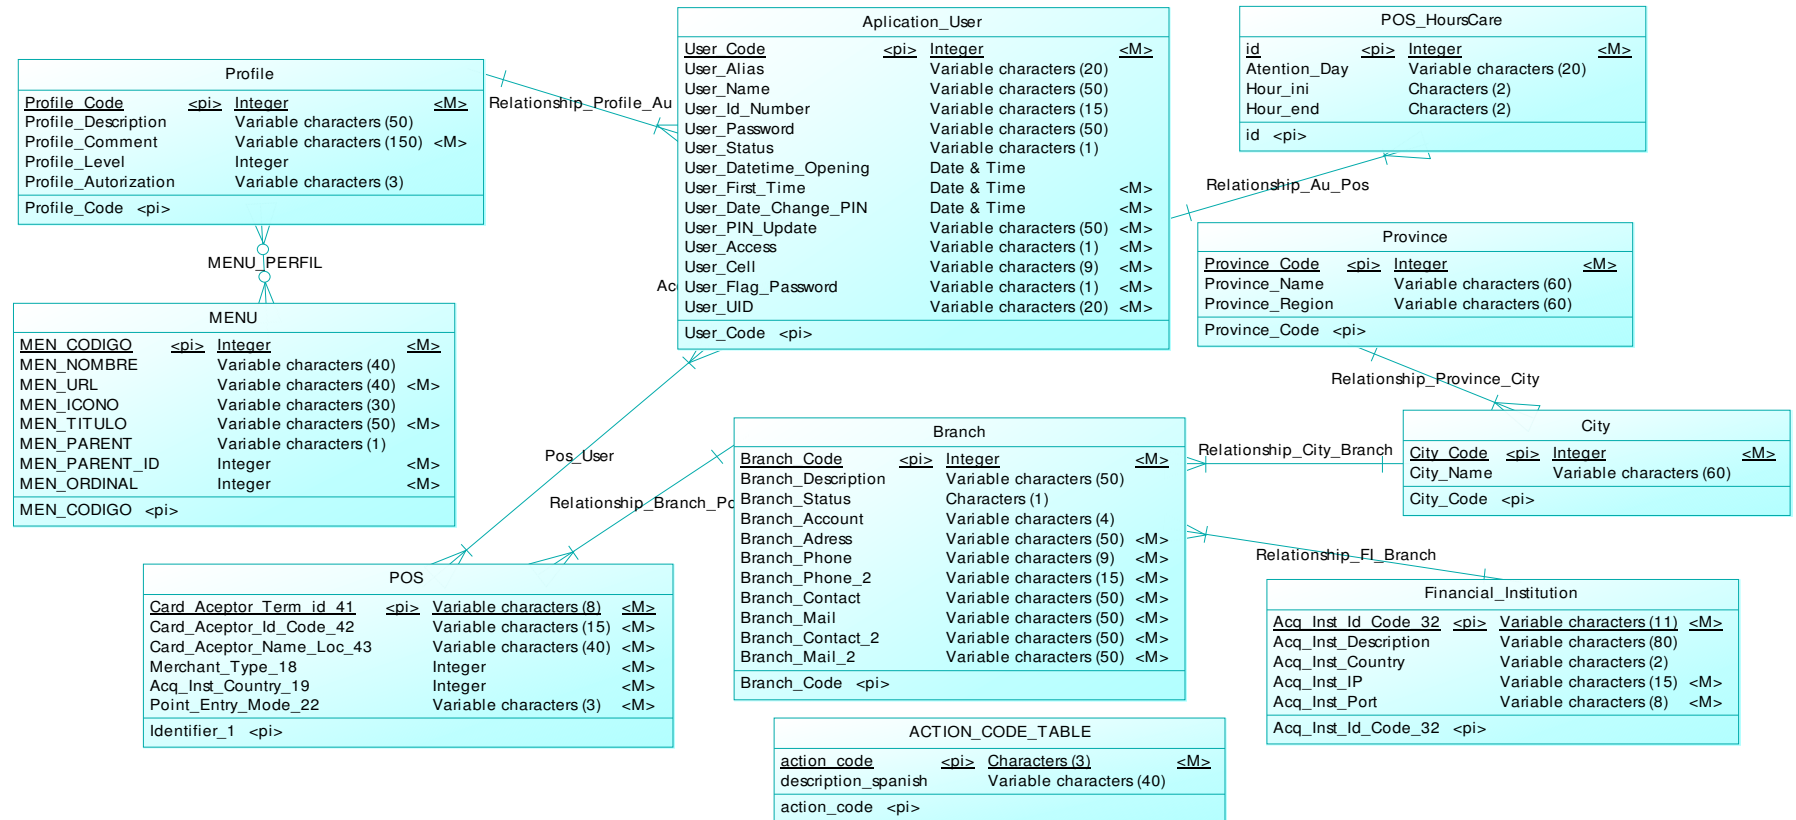 Profile
Profile_Code <pi> Integer <M>
Profile_Description Variable characters (50)
Profile_Comment Variable characters (150) <M>
Profile_Level Integer
Profile_Autorization Variable characters (3)
Profile_Code <pi>
Relationship_Profile_Au
Aplication_User
User_Code <pi> Integer <M>
User_Alias Variable characters (20)
User_Name Variable characters (50)
User_Id_Number Variable characters (15)
User_Password Variable characters (50)
User_Status Variable characters (1)
User_Datetime_Opening Date & Time
User_First_Time Date & Time <M>
User_Date_Change_PIN Date & Time <M>
User_PIN_Update Variable characters (50) <M>
User_Access Variable characters (1) <M>
User_Cell Variable characters (9) <M>
User_Flag_Password Variable characters (1) <M>
User_UID Variable characters (20) <M>
User_Code <pi>
POS_HoursCare
id <pi> Integer <M>
Atention_Day Variable characters (20)
Hour_ini Characters (2)
Hour_end Characters (2)
id <pi>
Relationship_Au_Pos
Province
Province_Code <pi> Integer <M>
Province_Name Variable characters (60)
Province_Region Variable characters (60)
Province_Code <pi>
MENU_PERFIL
Ac
MENU
MEN_CODIGO <pi> Integer <M>
MEN_NOMBRE Variable characters (40)
MEN_URL Variable characters (40) <M>
MEN_ICONO Variable characters (30)
MEN_TITULO Variable characters (50) <M>
MEN_PARENT Variable characters (1)
MEN_PARENT_ID Integer <M>
MEN_ORDINAL Integer <M>
MEN_CODIGO <pi>
Relationship_Province_City
City
City_Code <pi> Integer <M>
City_Name Variable characters (60)
City_Code <pi>
Pos_User
Relationship_Branch_Po
Relationship_City_Branch
Branch
Branch_Code <pi> Integer <M>
Branch_Description Variable characters (50)
Branch_Status Characters (1)
Branch_Account Variable characters (4)
Branch_Adress Variable characters (50) <M>
Branch_Phone Variable characters (9) <M>
Branch_Phone_2 Variable characters (15) <M>
Branch_Contact Variable characters (50) <M>
Branch_Mail Variable characters (50) <M>
Branch_Contact_2 Variable characters (50) <M>
Branch_Mail_2 Variable characters (50) <M>
Branch_Code <pi>
Relationship_FI_Branch
POS
Card_Aceptor_Term_id_41 <pi> Variable characters (8) <M>
Card_Aceptor_Id_Code_42 Variable characters (15) <M>
Card_Aceptor_Name_Loc_43 Variable characters (40) <M>
Merchant_Type_18 Integer <M>
Acq_Inst_Country_19 Integer <M>
Point_Entry_Mode_22 Variable characters (3) <M>
Identifier_1 <pi>
Financial_Institution
Acq_Inst_Id_Code_32 <pi> Variable characters (11) <M>
Acq_Inst_Description Variable characters (80)
Acq_Inst_Country Variable characters (2)
Acq_Inst_IP Variable characters (15) <M>
Acq_Inst_Port Variable characters (8) <M>
Acq_Inst_Id_Code_32 <pi>
ACTION_CODE_TABLE
action_code <pi> Characters (3) <M>
description_spanish Variable characters (40)
action_code <pi>